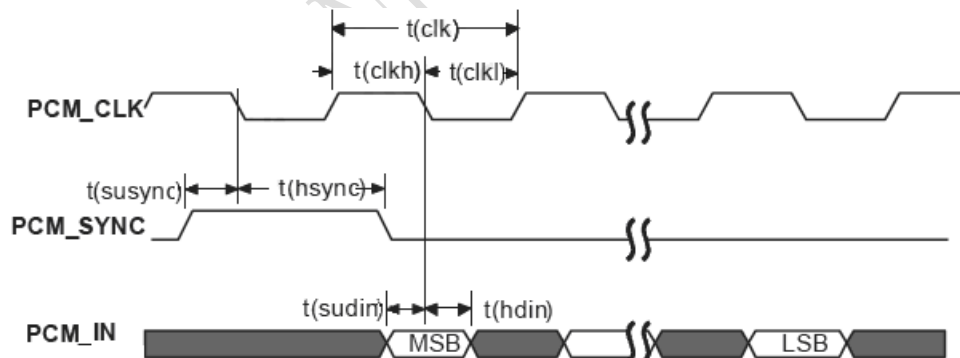 t(clk)
t(clkh) t(clkl)
PCM_CLK
t(susync) t(hsync)
PCM_SYNC
t(sudin) t(hdin)
PCM_IN MSB LSB